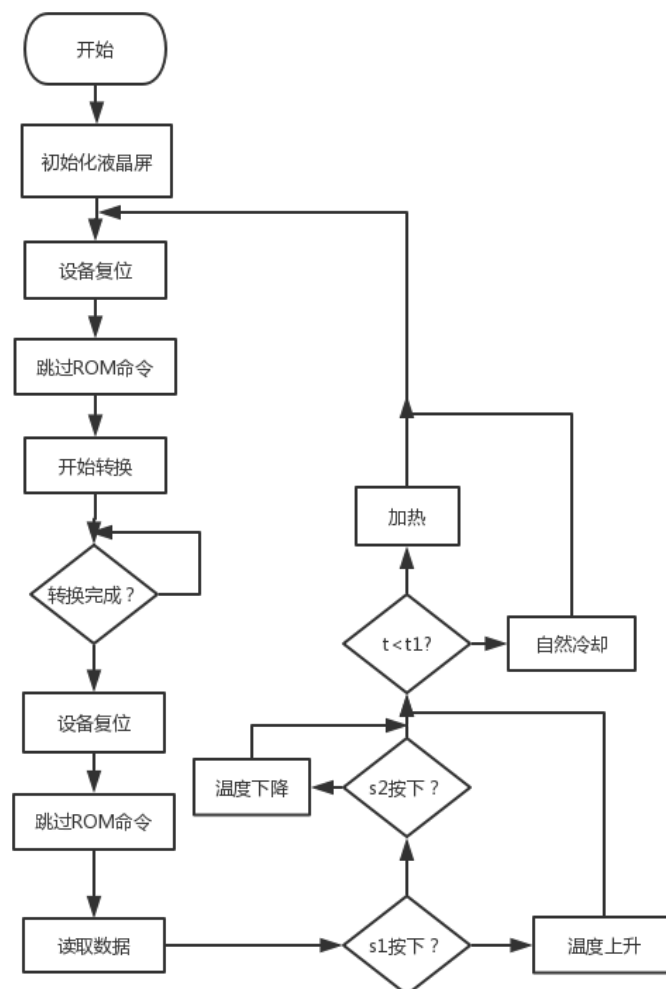 开始
初始化液晶屏
设备复位
跳过ROM命令
开始转换
转换完成？
设备复位
跳过ROM命令
读取数据
s1按下？
温度上升
s2按下？
温度下降
t<t1?
自然冷却
加热